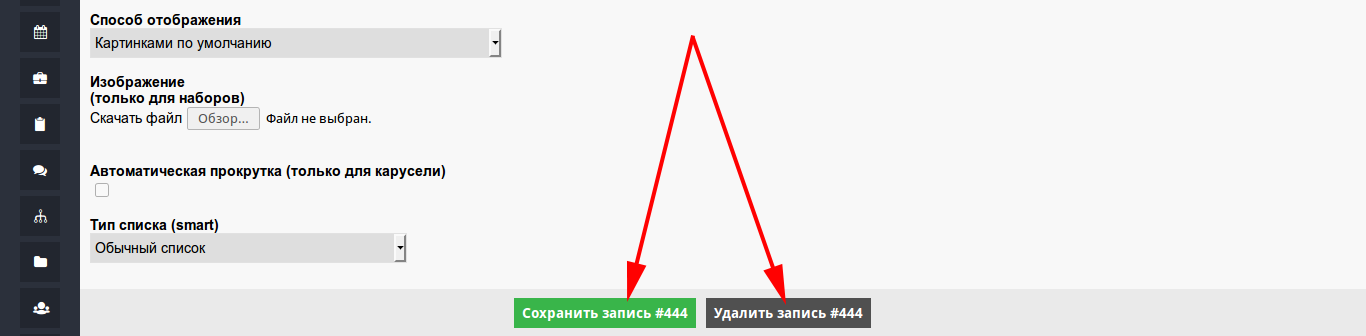 Способ отображения
Картинками по умолчанию
Изображение
(только для наборов)
Скачать файл Обзор... Файл не выбран.
Автоматическая прокрутка (только для карусели)
Тип списка (smart)
Обычный список
Сохранить запись #444 Удалить запись #444